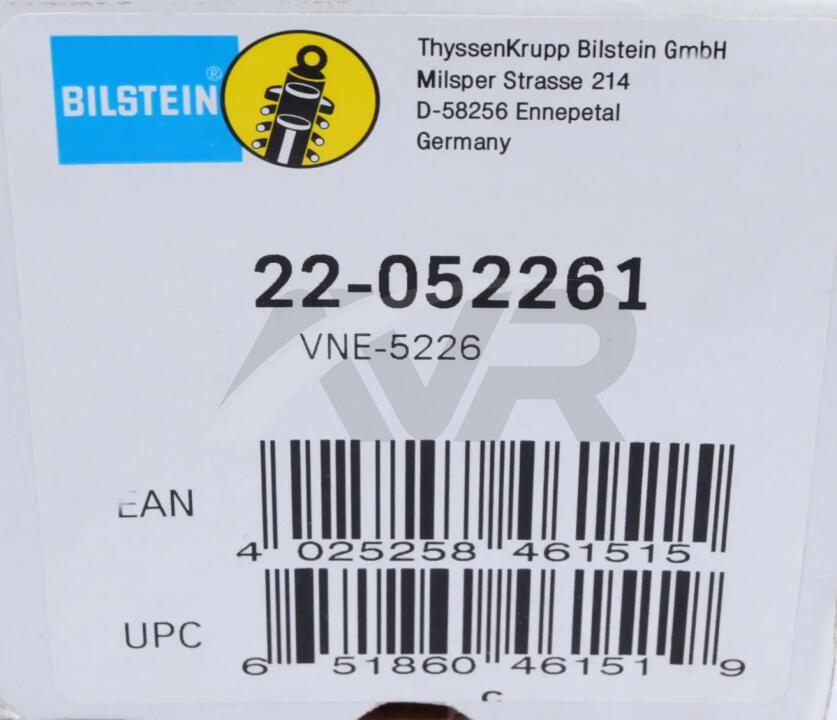 BILSTEIN®
ThyssenKrupp Bilstein GmbH
Milsper Strasse 214
D-58256 Ennepetal
Germany
22-052261
VNE-5226
AVR
EAN
4 025258 461515
UPC
6 51860 46151 9